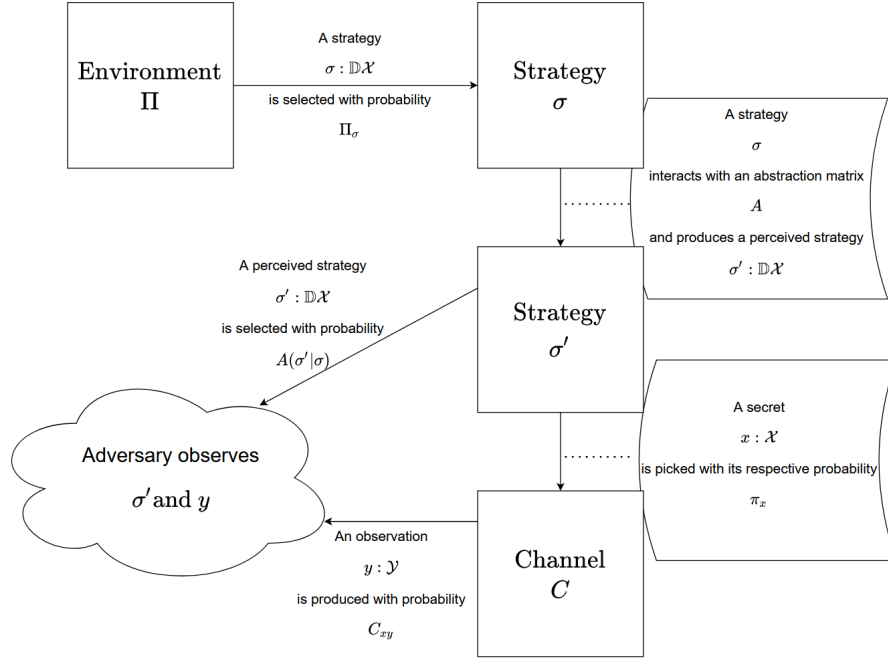 Environment
Π
A strategy
σ : 𝔻𝒳
is selected with probability
Π_σ
Strategy
σ
A strategy
σ
interacts with an abstraction matrix
A
and produces a perceived strategy
σ′ : 𝔻𝒳
A perceived strategy
σ′ : 𝔻𝒳
is selected with probability
A(σ′|σ)
Strategy
σ′
A secret
x : 𝒳
is picked with its respective probability
π_x
Adversary observes
σ′ and y
An observation
y : 𝒴
is produced with probability
C_xy
Channel
C